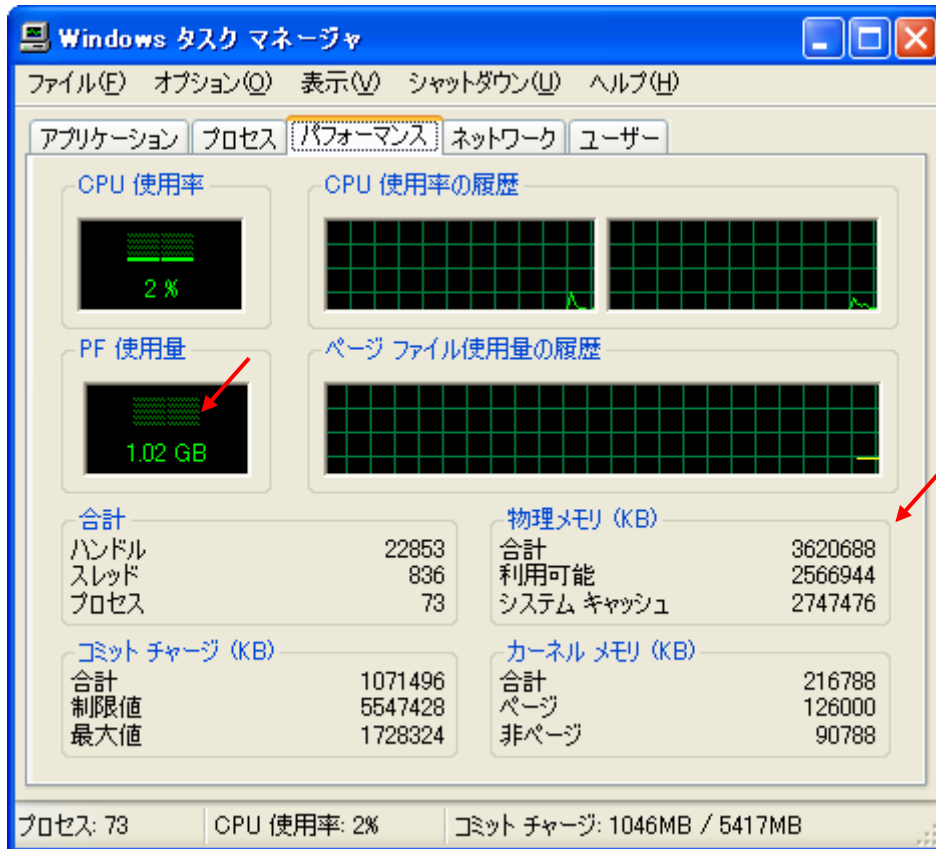 Windows タスク マネージャ
ファイル(F) オプション(O) 表示(V) シャットダウン(U) ヘルプ(H)
アプリケーション プロセス パフォーマンス ネットワーク ユーザー
CPU 使用率 CPU 使用率の履歴
2 %
PF 使用量 ページ ファイル使用量の履歴
1.02 GB
合計 物理メモリ (KB)
ハンドル 22853 合計 3620688
スレッド 836 利用可能 2566944
プロセス 73 システム キャッシュ 2747476
コミット チャージ (KB) カーネル メモリ (KB)
合計 1071496 合計 216788
制限値 5547428 ページ 126000
最大値 1728324 非ページ 90788
プロセス: 73 CPU 使用率: 2% コミット チャージ: 1046MB / 5417MB